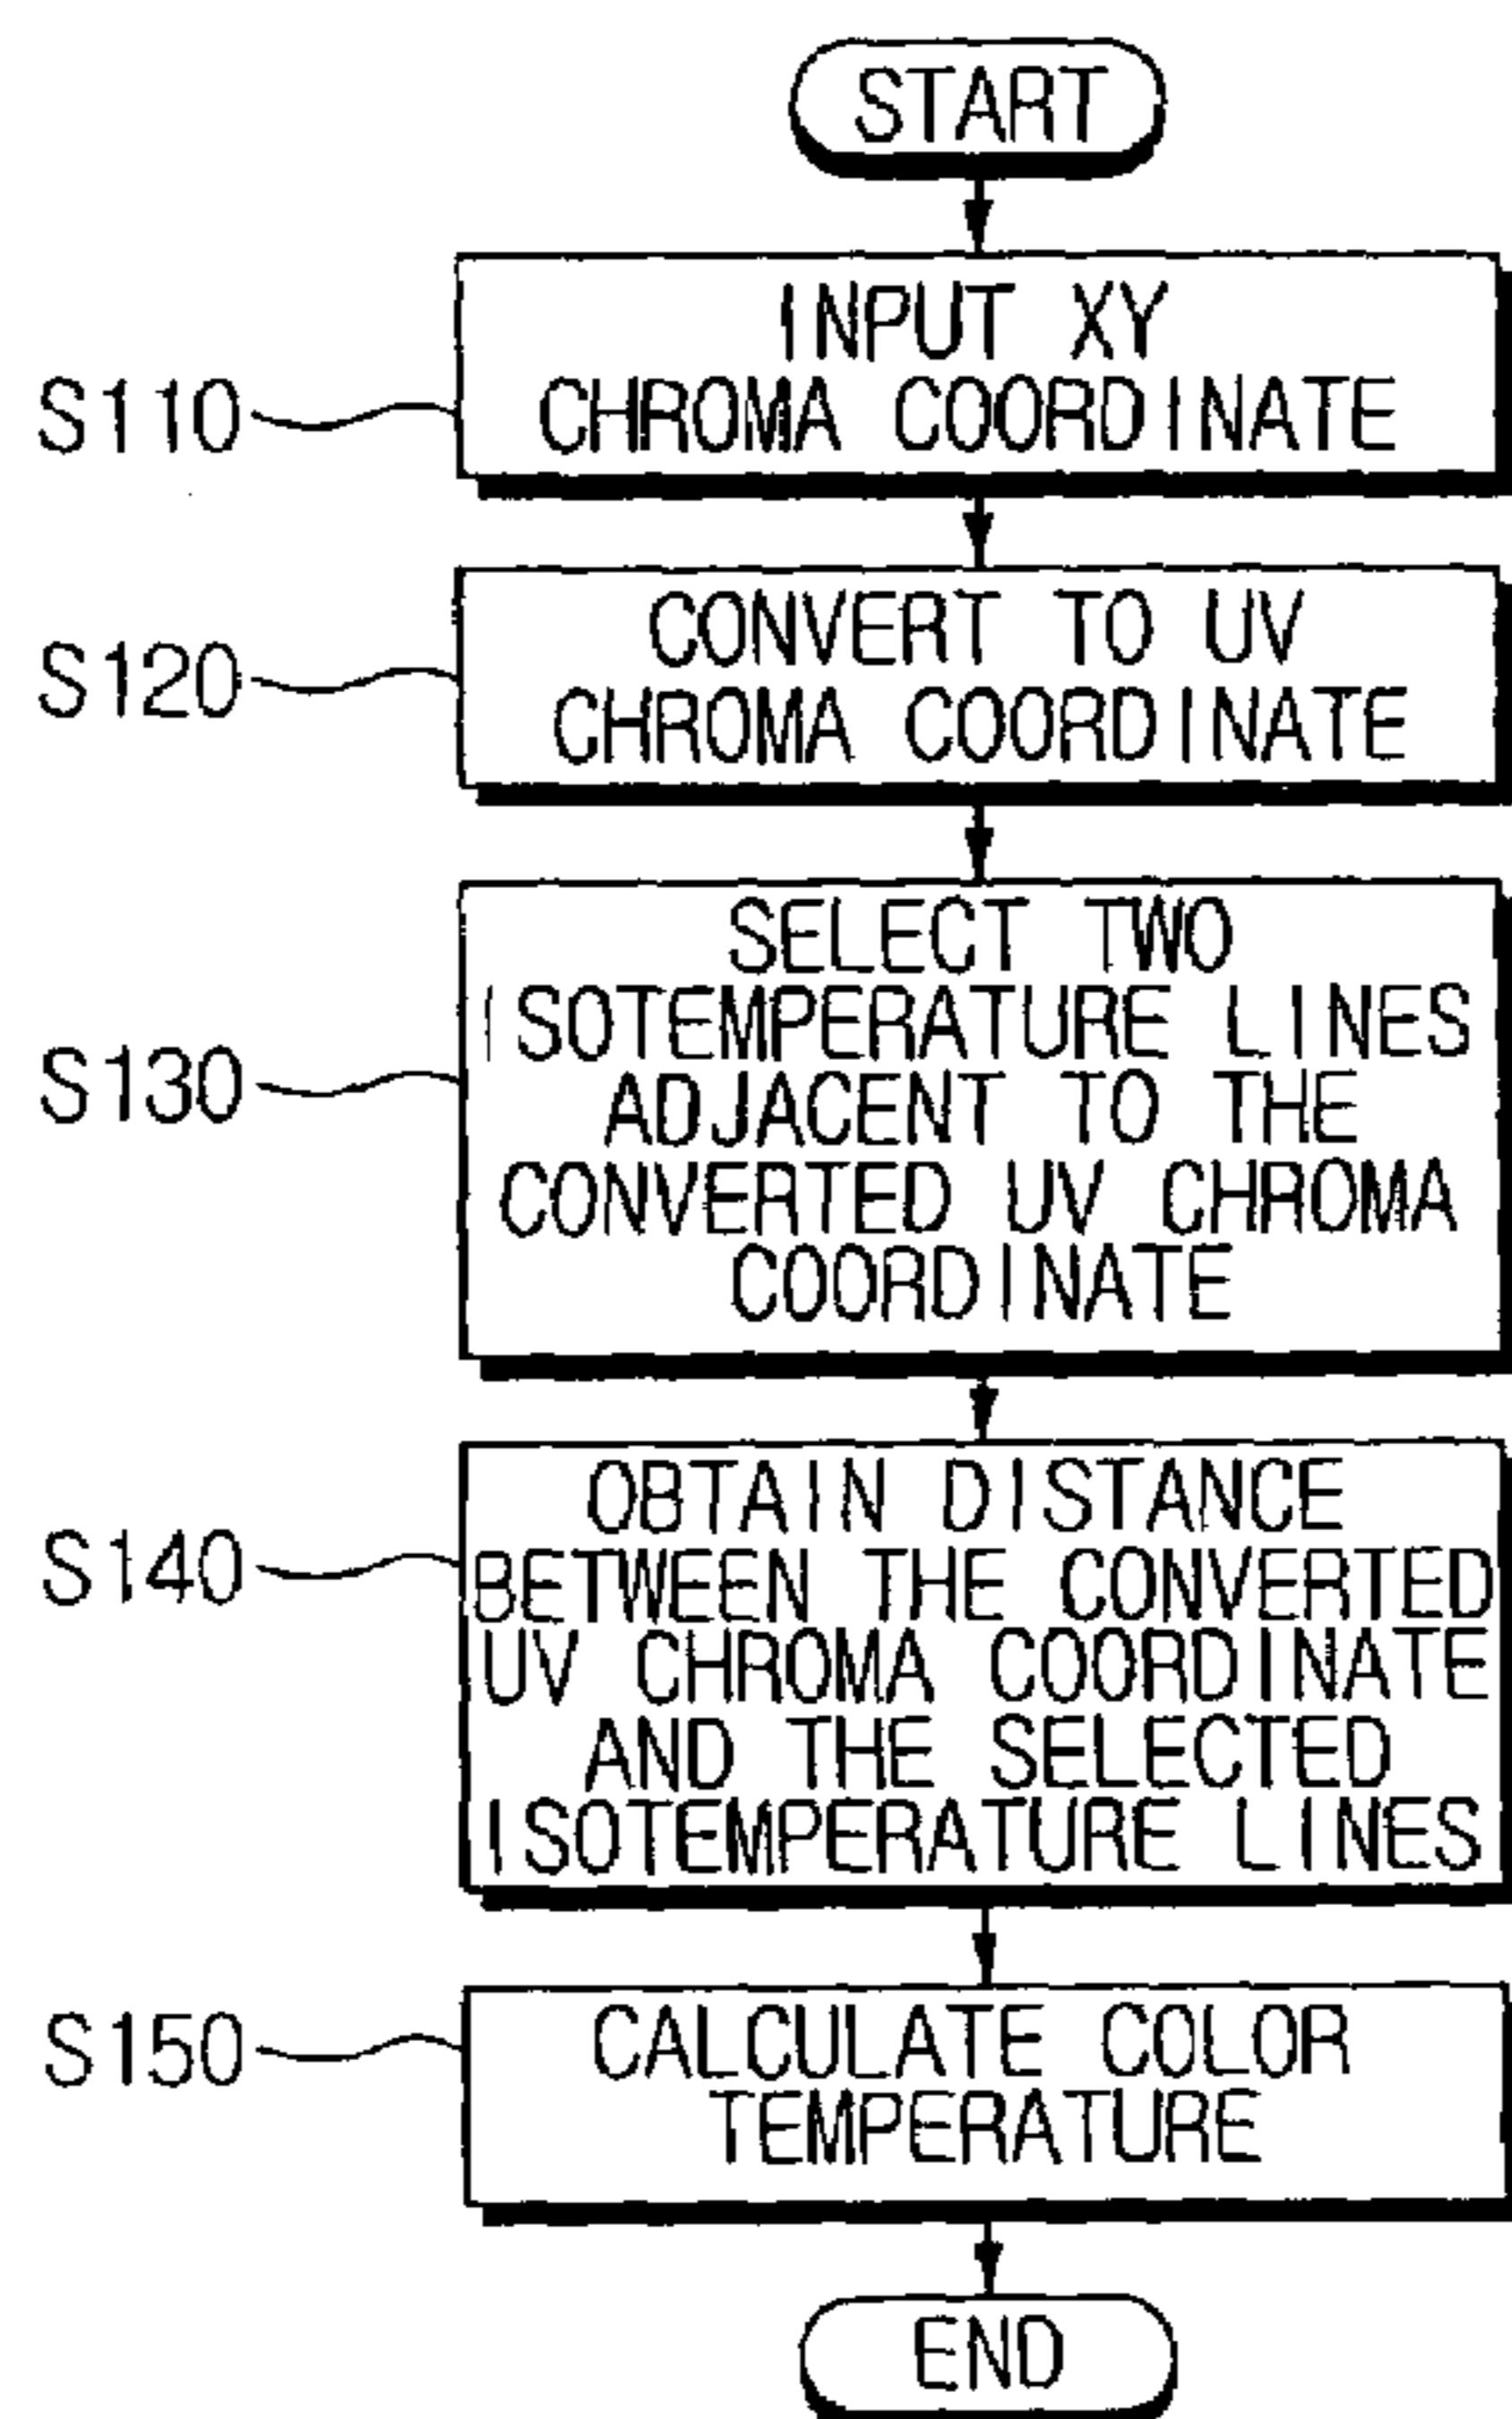 START
INPUT XY
CHROMA COORDINATE
S110
CONVERT TO UV
CHROMA COORDINATE
S120
SELECT TWO
ISOTEMPERATURE LINES
ADJACENT TO THE
CONVERTED UV CHROMA
COORDINATE
S130
OBTAIN DISTANCE
BETWEEN THE CONVERTED
UV CHROMA COORDINATE
AND THE SELECTED
ISOTEMPERATURE LINES
S140
CALCULATE COLOR
TEMPERATURE
S150
END